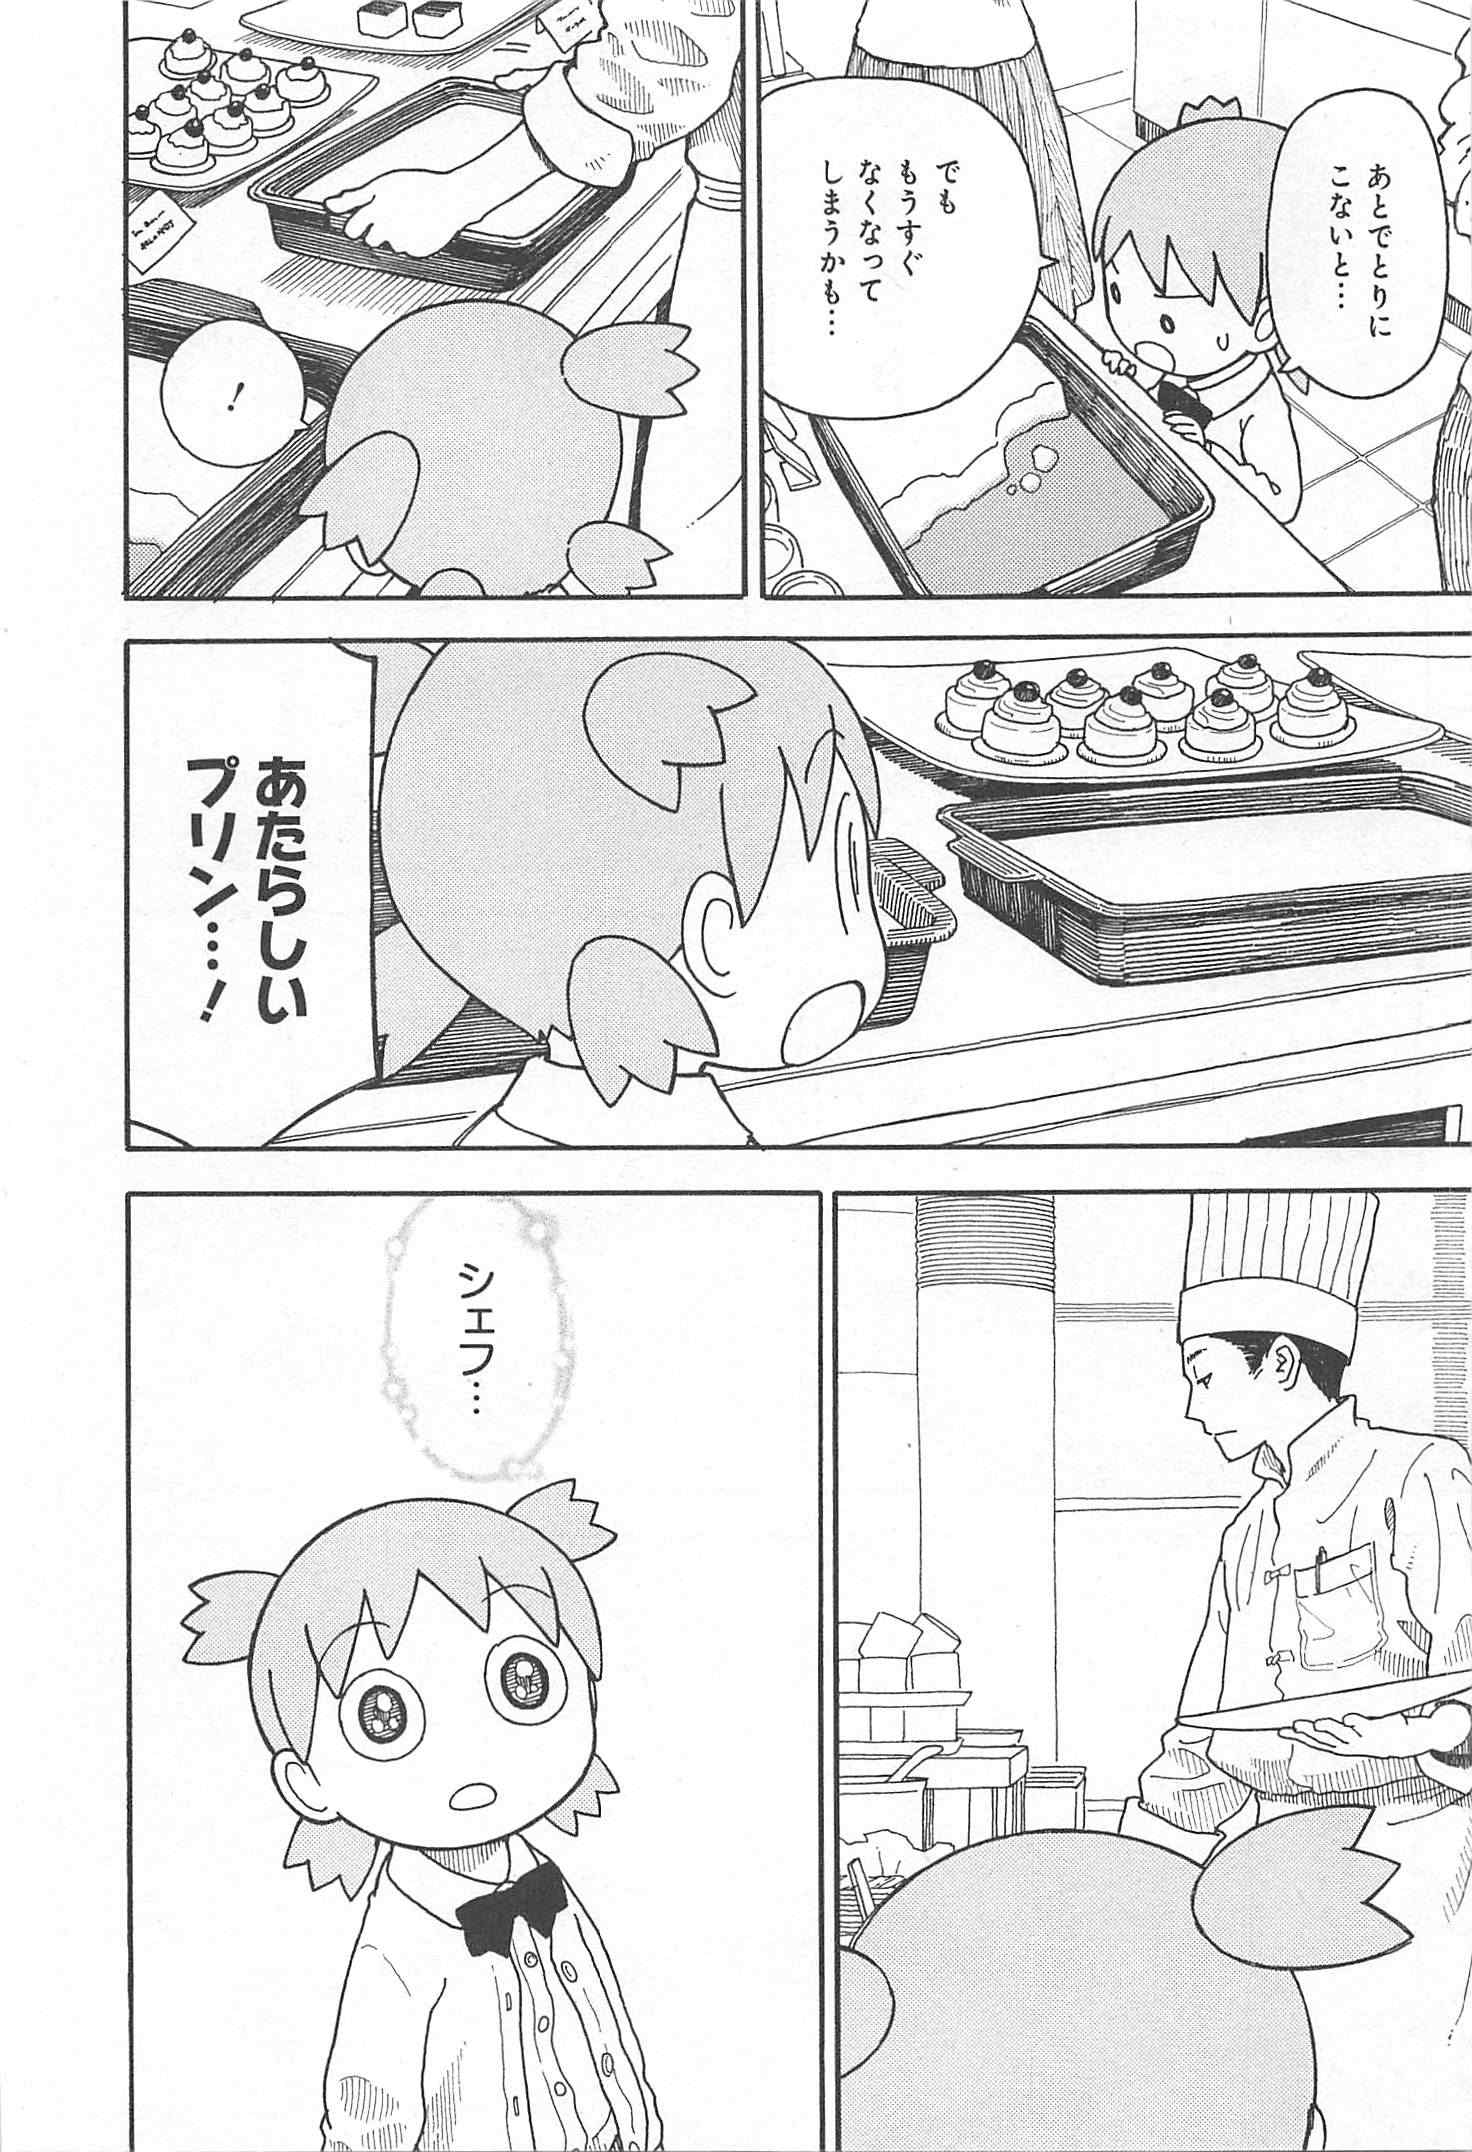 あとでとりに
こないと…
でも
もうすぐ
なくなって
しまうかも…
！
あたらしい
プリン…！
シェフ…